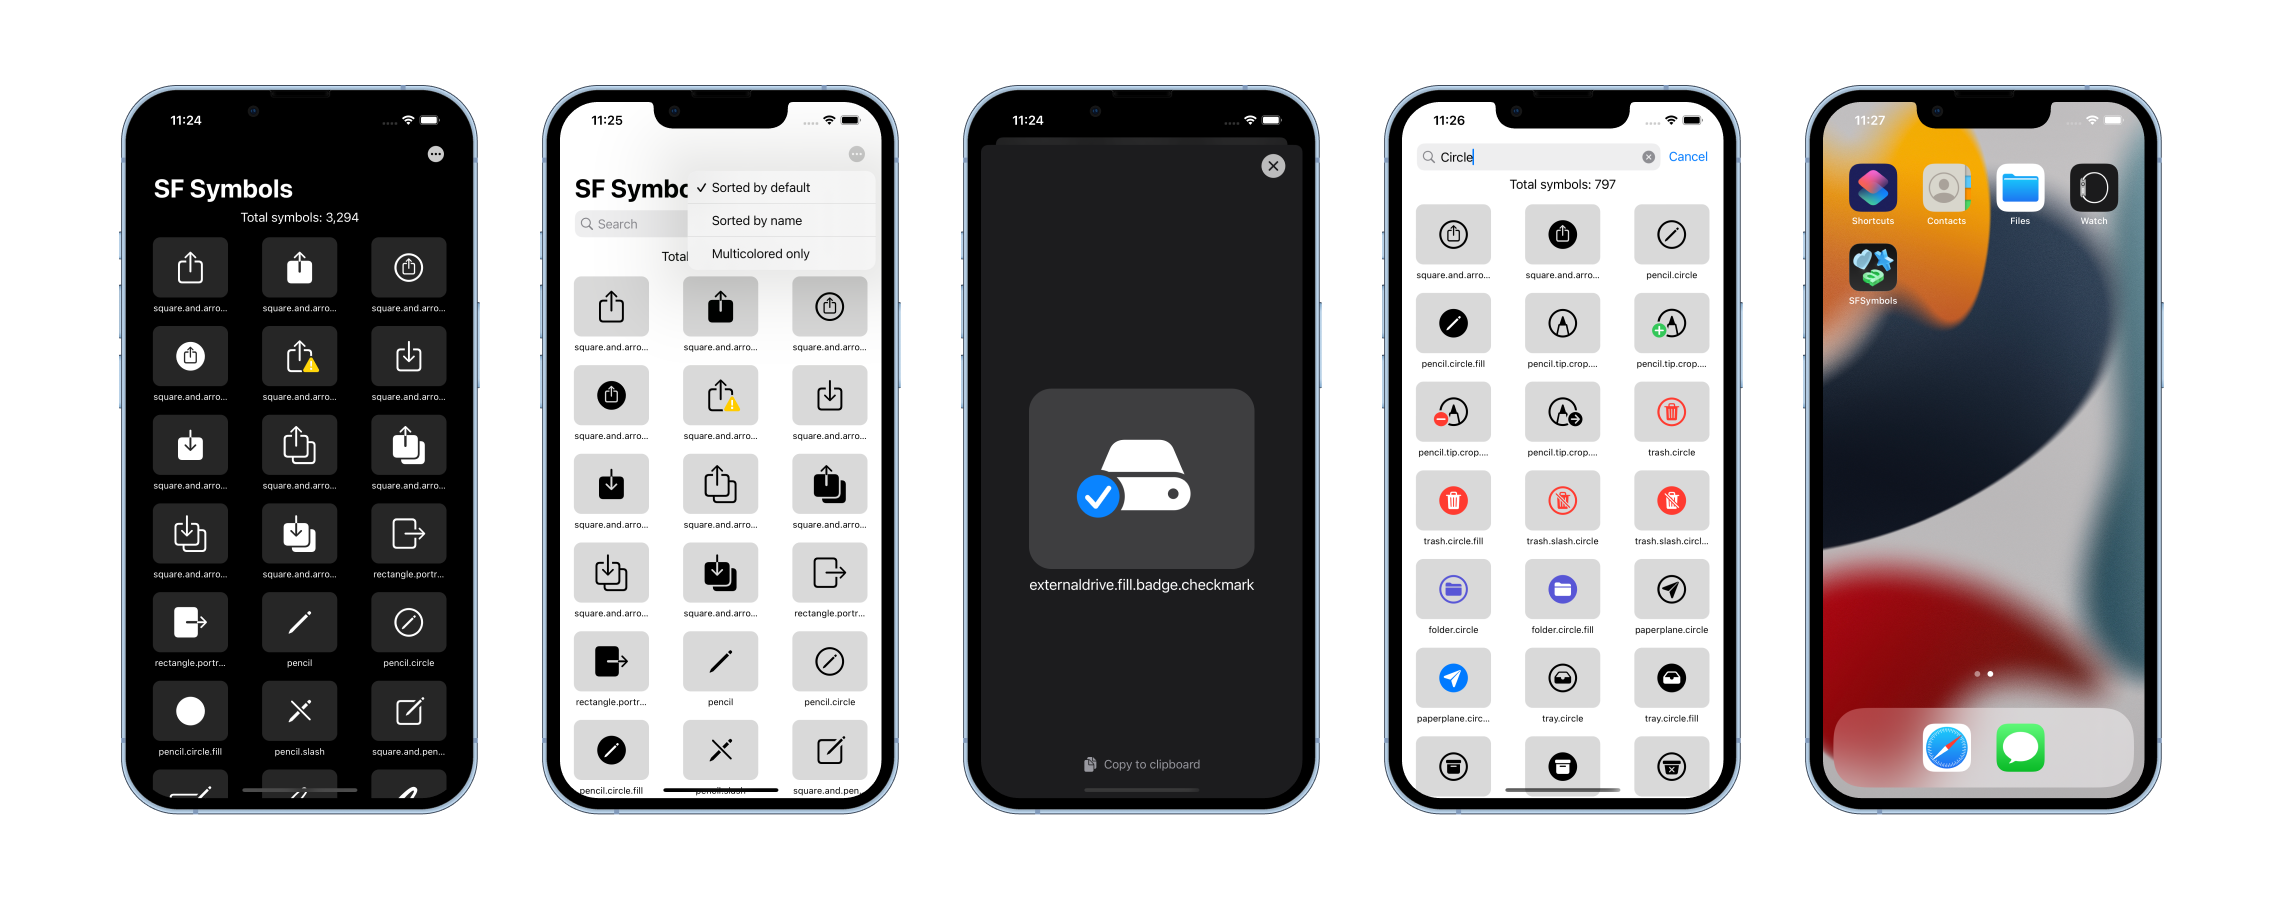 11:24
SF Symbols
Total symbols: 3,294
square.and.arro... square.and.arro... square.and.arro...
square.and.arro... square.and.arro... square.and.arro...
square.and.arro... square.and.arro... square.and.arro...
square.and.arro... square.and.arro... rectangle.portr...
rectangle.portr... pencil pencil.circle
pencil.circle.fill pencil.slash square.and.pen...
11:25
SF Symbo
Sorted by default
Sorted by name
Multicolored only
Search
Total
square.and.arro... square.and.arro... square.and.arro...
square.and.arro... square.and.arro... square.and.arro...
square.and.arro... square.and.arro... square.and.arro...
square.and.arro... square.and.arro... rectangle.portr...
rectangle.portr... pencil pencil.circle
pencil.circle.fill pencil.slash square.and.pen...
11:24
externaldrive.fill.badge.checkmark
Copy to clipboard
11:26
Circle Cancel
Total symbols: 797
square.and.arro... square.and.arro... pencil.circle
pencil.circle.fill pencil.tip.crop.... pencil.tip.crop....
pencil.tip.crop.... pencil.tip.crop.... trash.circle
trash.circle.fill trash.slash.circle trash.slash.circl...
folder.circle folder.circle.fill paperplane.circle
paperplane.circ... tray.circle tray.circle.fill
11:27
Shortcuts Contacts Files Watch
SFSymbols